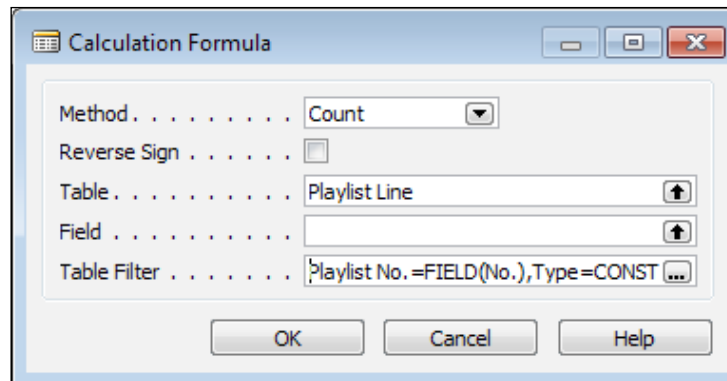 Calculation Formula
Method . . . . . . . . . Count
Reverse Sign . . . . . .
Table . . . . . . . . . . Playlist Line
Field . . . . . . . . . .
Table Filter . . . . . . . Playlist No.=FIELD(No.),Type=CONST ...
OK Cancel Help